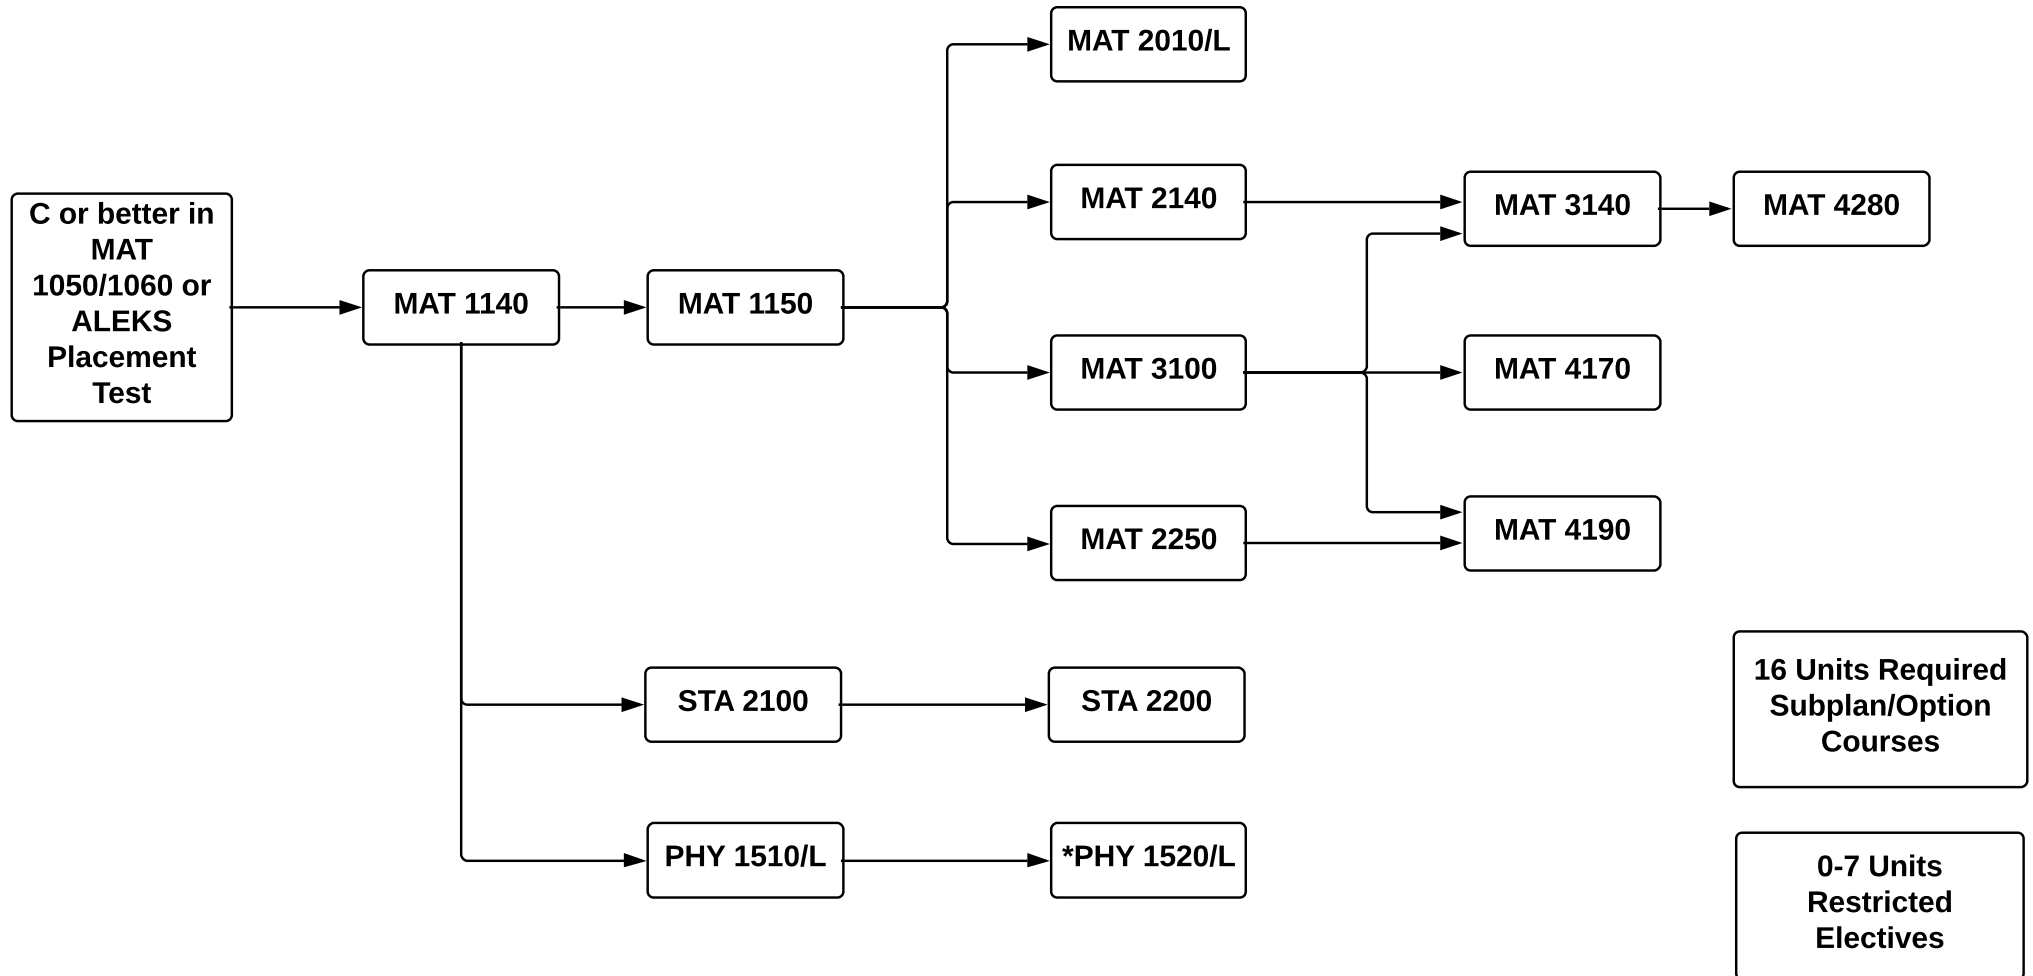 MAT 2010/L
MAT 2140
MAT 3140
MAT 4280
C or better in
MAT
1050/1060 or
ALEKS
Placement
Test
MAT 1140
MAT 1150
MAT 3100
MAT 4170
MAT 2250
MAT 4190
STA 2100
STA 2200
16 Units Required
Subplan/Option
Courses
PHY 1510/L
*PHY 1520/L
0-7 Units
Restricted
Electives